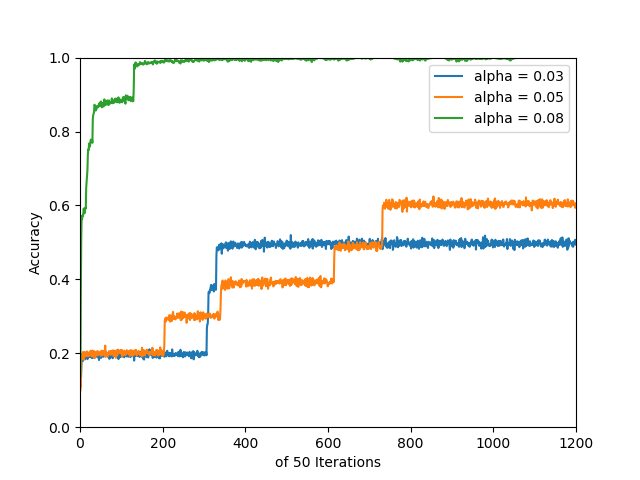 1.0
0.8
0.6
0.4
0.2
0.0
Accuracy
alpha = 0.03
alpha = 0.05
alpha = 0.08
0 200 400 600 800 1000 1200
of 50 Iterations